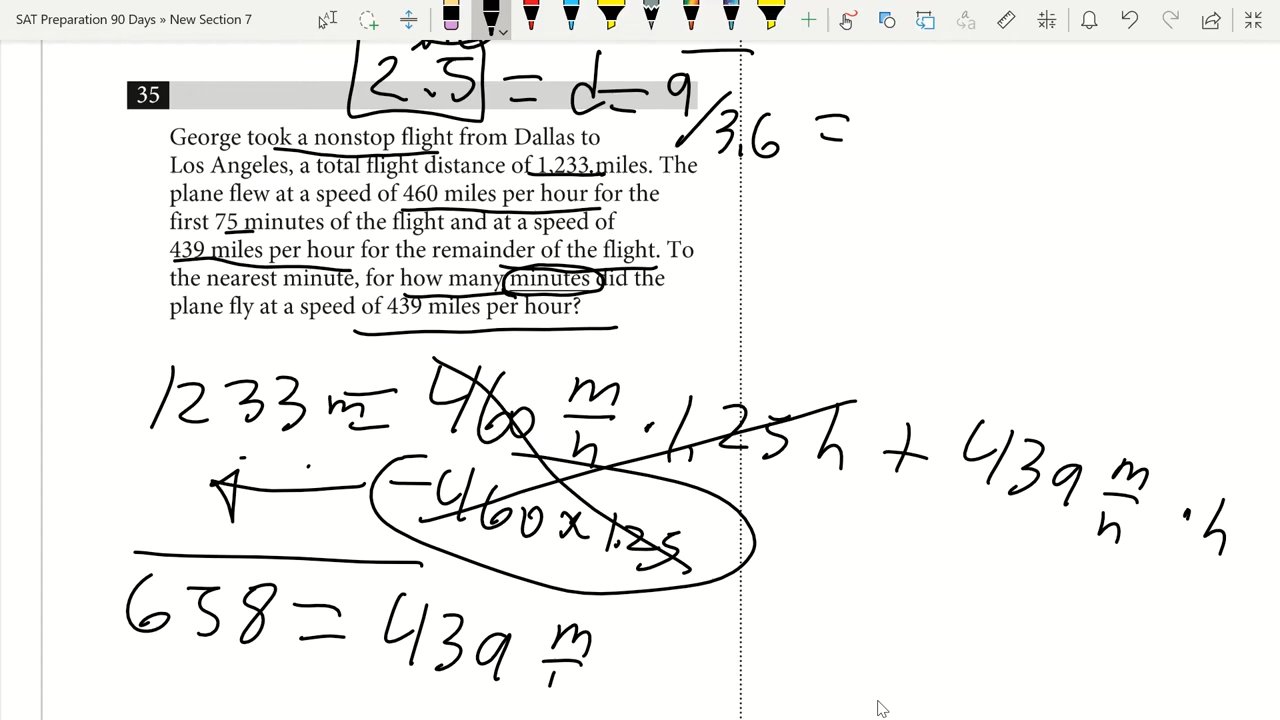 SAT Preparation 90 Days » New Section 7
2.5 = d = 9/3.6 =
35
George took a nonstop flight from Dallas to
Los Angeles, a total flight distance of 1,233 miles. The
plane flew at a speed of 460 miles per hour for the
first 75 minutes of the flight and at a speed of
439 miles per hour for the remainder of the flight. To
the nearest minute, for how many minutes did the
plane fly at a speed of 439 miles per hour?
1233 m = 460 m/h · 1.25 h + 439 m/h · h
-460 x 1.25
658 = 439 m